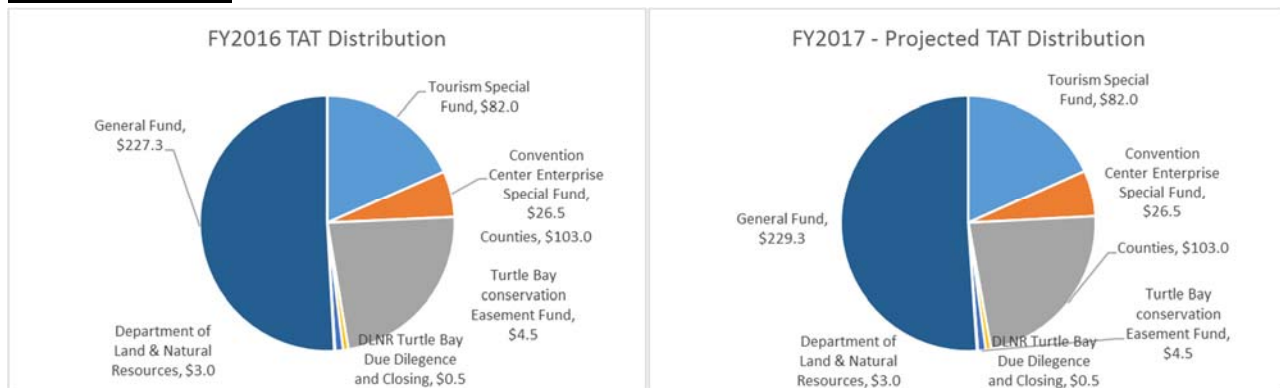 FY2016 TAT Distribution
Tourism Special
Fund, $82.0
General Fund,
$227.3
Convention
Center Enterprise
Special Fund,
$26.5
Counties, $103.0
Turtle Bay
conservation
Easement Fund,
$4.5
DLNR Turtle Bay
Due Dilegence
and Closing, $0.5
Department of
Land & Natural
Resources, $3.0
FY2017 - Projected TAT Distribution
Tourism Special
Fund, $82.0
Convention
Center Enterprise
Special Fund,
$26.5
General Fund,
$229.3
Counties, $103.0
Turtle Bay
conservation
Easement Fund,
$4.5
DLNR Turtle Bay
Due Dilegence
and Closing, $0.5
Department of
Land & Natural
Resources, $3.0